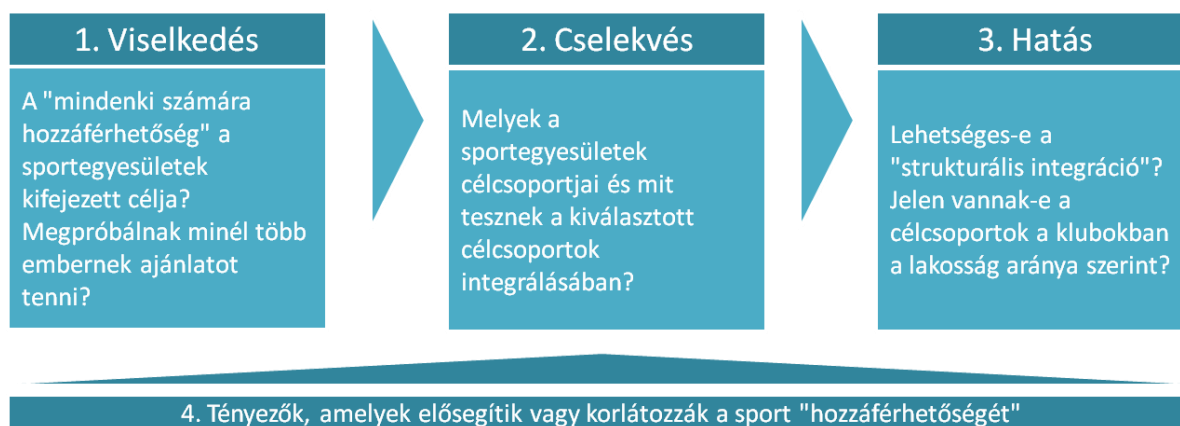 1. Viselkedés
A "mindenki számára
hozzáférhetőség" a
sportegyesületek
kifejezett célja?
Megpróbálnak minél több
embernek ajánlatot
tenni?
2. Cselekvés
Melyek a
sportegyesületek
célcsoportjai és mit
tesznek a kiválasztott
célcsoportok
integrálásában?
3. Hatás
Lehetséges-e a
"strukturális integráció"?
Jelen vannak-e a
célcsoportok a klubokban
a lakosság aránya szerint?
4. Tényezők, amelyek elősegítik vagy korlátozzák a sport "hozzáférhetőségét"